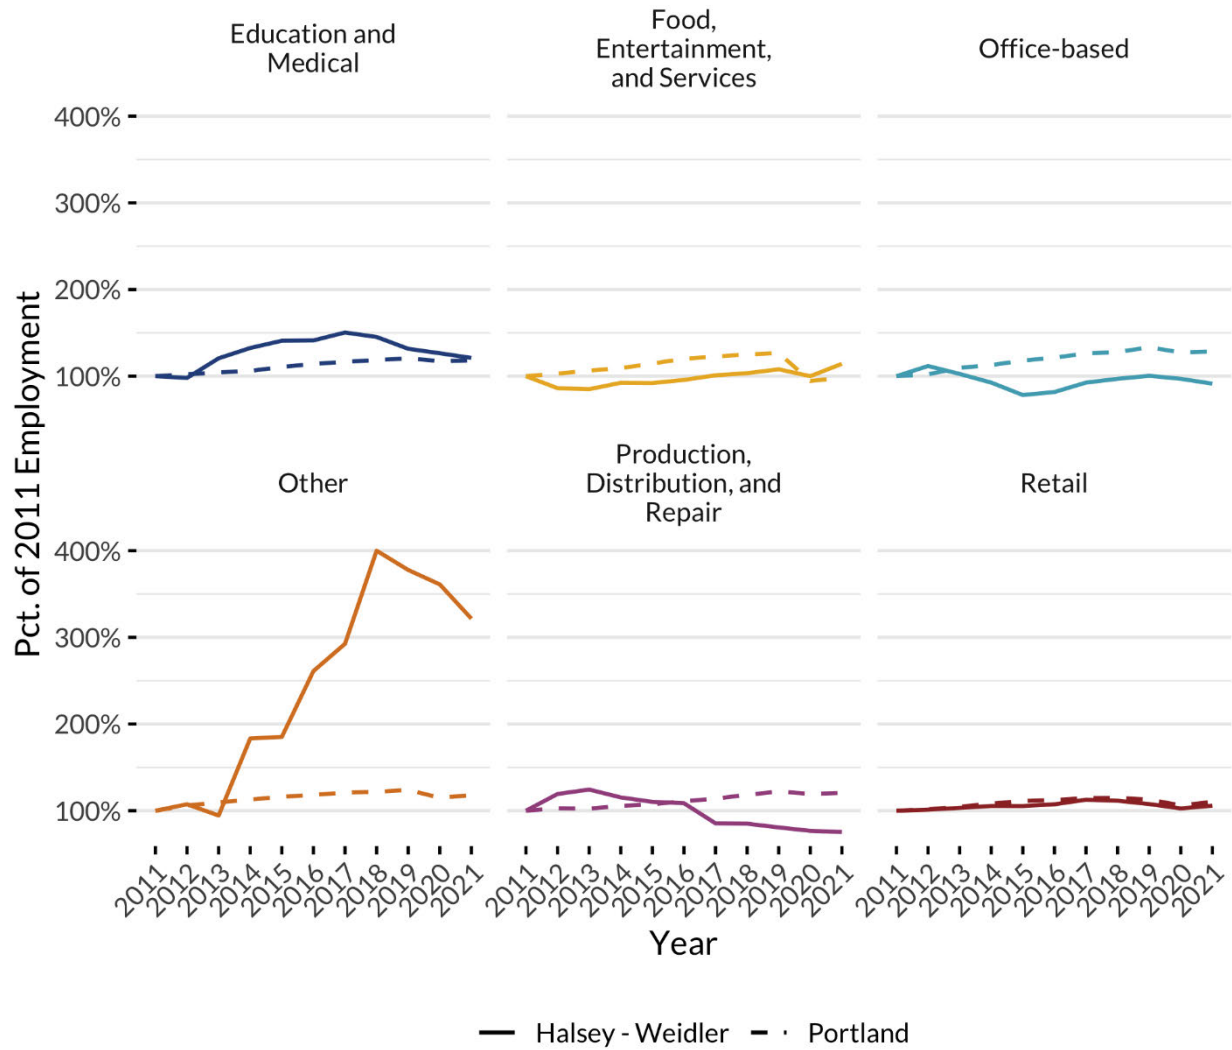 Education and
Medical
Food,
Entertainment,
and Services
Office-based
400%
300%
200%
100%
Pct. of 2011 Employment
Other
Production,
Distribution, and
Repair
Retail
400%
300%
200%
100%
2011 2012 2013 2014 2015 2016 2017 2018 2019 2020 2021
2011 2012 2013 2014 2015 2016 2017 2018 2019 2020 2021
2011 2012 2013 2014 2015 2016 2017 2018 2019 2020 2021
Year
Halsey - Weidler Portland